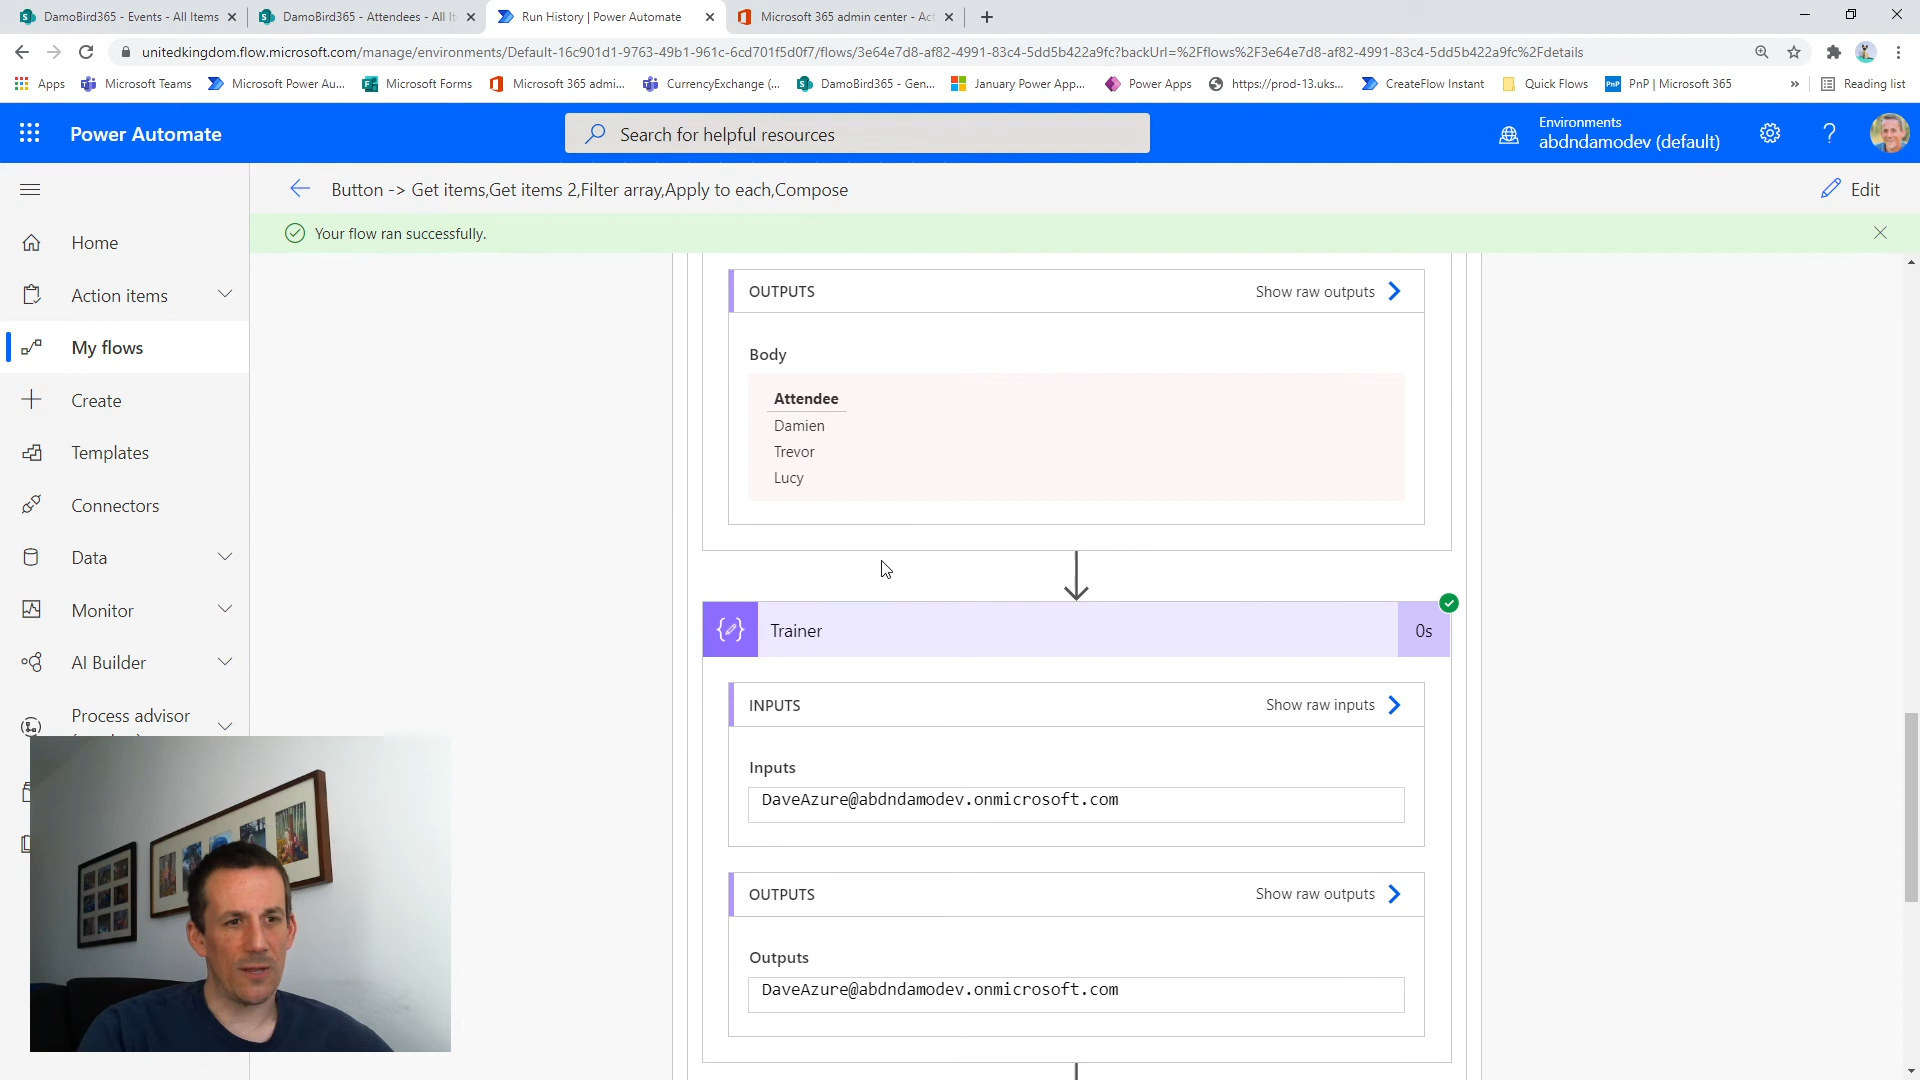 DamoBird365 - Events - All Items
DamoBird365 - Attendees - All It
Run History | Power Automate
Microsoft 365 admin center - Act
unitedkingdom.flow.microsoft.com/manage/environments/Default-16c901d1-9763-49b1-961c-6cd701f5d0f7/flows/3e64e7d8-af82-4991-83c4-5dd5b422a9fc?backUrl=%2Fflows%2F3e64e7d8-af82-4991-83c4-5dd5b422a9fc%2Fdetails
Apps
Microsoft Teams
Microsoft Power Au...
Microsoft Forms
Microsoft 365 admi...
CurrencyExchange (...
DamoBird365 - Gen...
January Power App...
Power Apps
https://prod-13.uks...
CreateFlow Instant
Quick Flows
PnP | Microsoft 365
»
Reading list
Power Automate
Search for helpful resources
Environments
abdndamodev (default)
Button -> Get items,Get items 2,Filter array,Apply to each,Compose
Edit
Your flow ran successfully.
Home
Action items
My flows
Create
Templates
Connectors
Data
Monitor
AI Builder
Process advisor
OUTPUTS
Show raw outputs
Body
Attendee
Damien
Trevor
Lucy
Trainer
0s
INPUTS
Show raw inputs
Inputs
DaveAzure@abdndamodev.onmicrosoft.com
OUTPUTS
Show raw outputs
Outputs
DaveAzure@abdndamodev.onmicrosoft.com